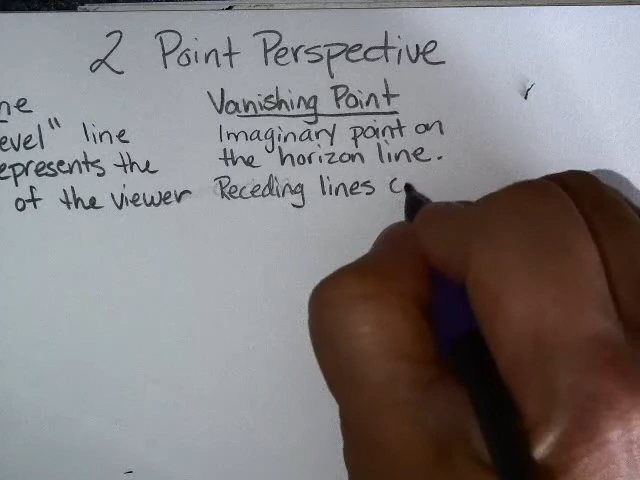 2 Point Perspective
ne
evel" line
epresents the
of the viewer
Vanishing Point
Imaginary point on
the horizon line.
Receding lines c